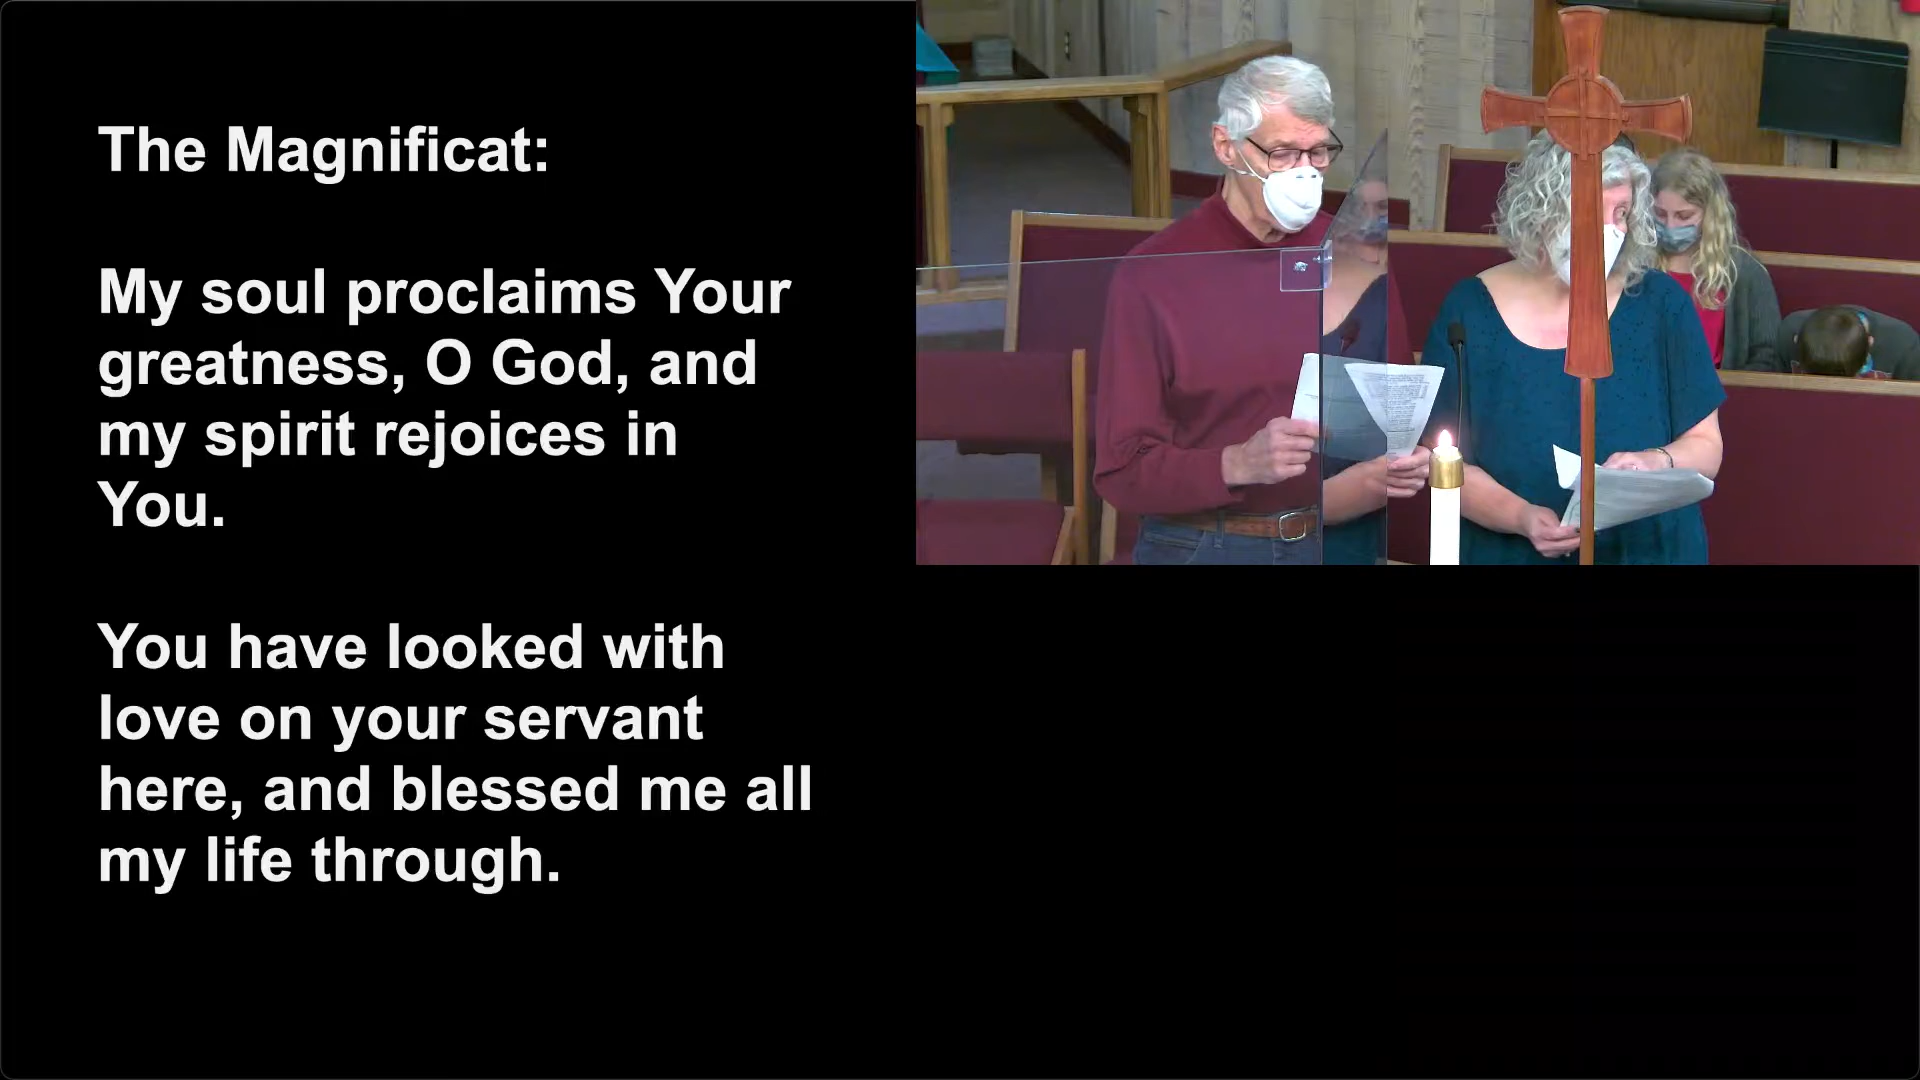 The Magnificat:
My soul proclaims Your
greatness, O God, and
my spirit rejoices in
You.
You have looked with
love on your servant
here, and blessed me all
my life through.